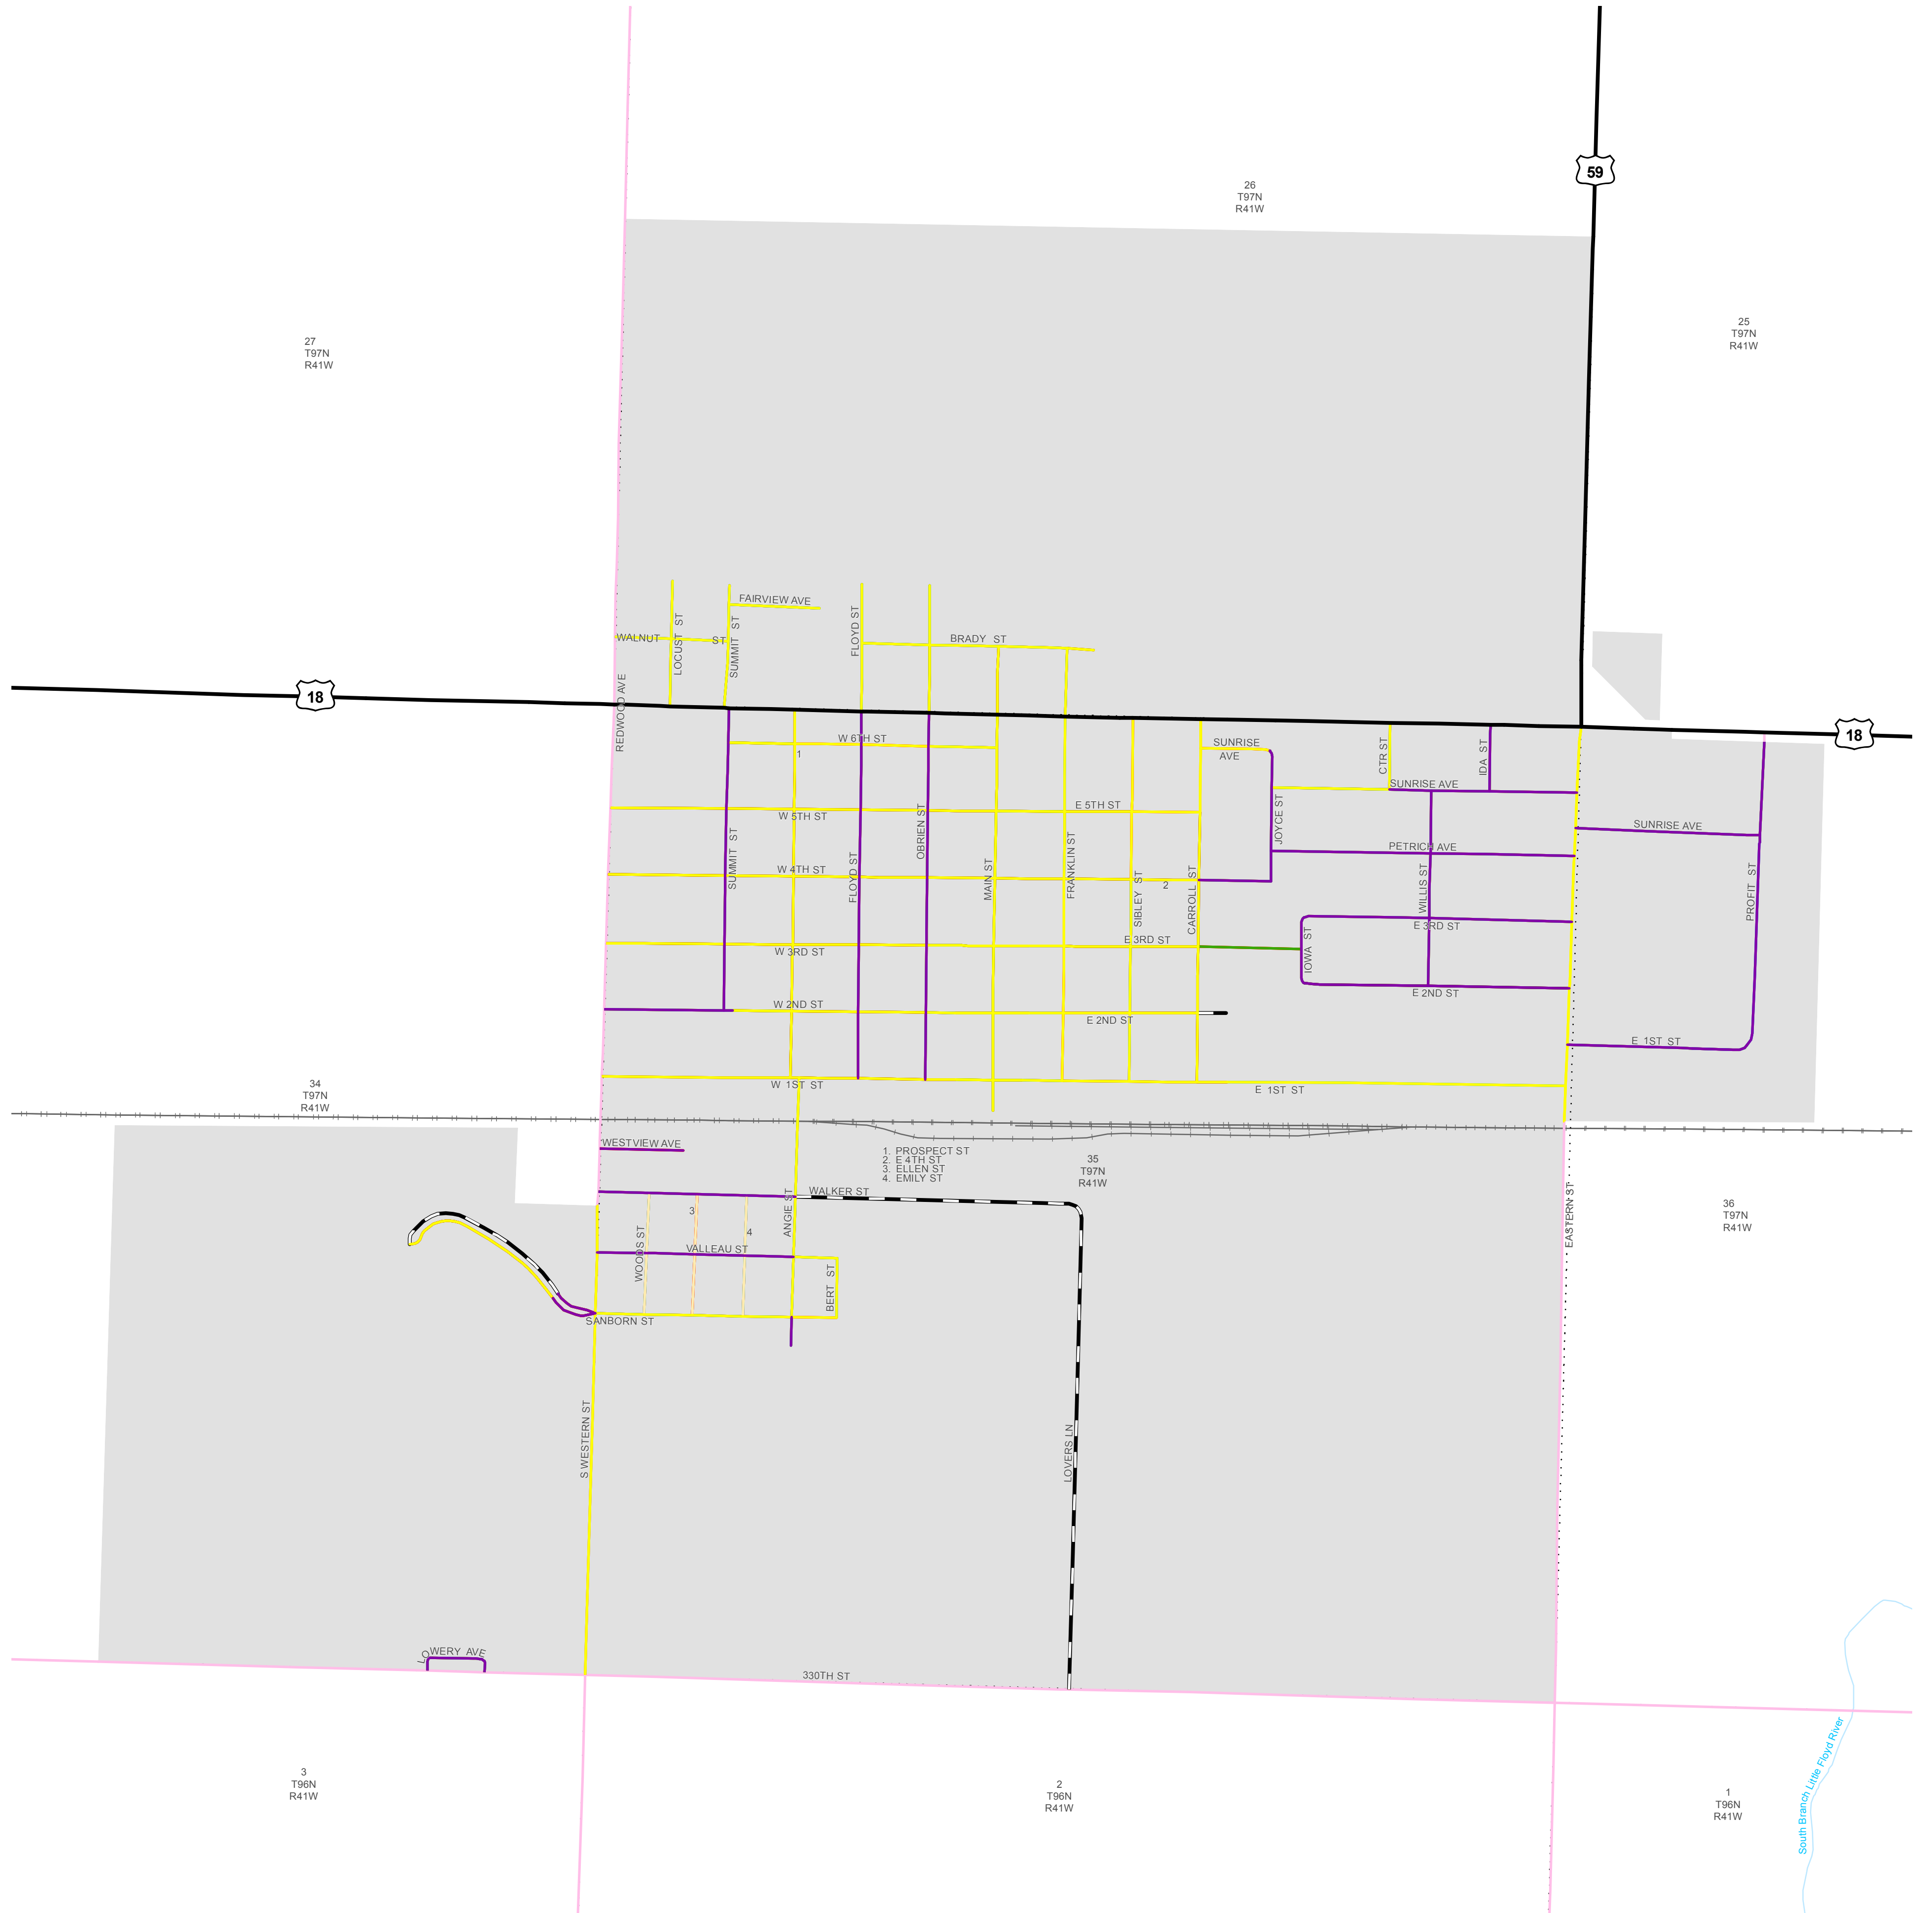 59
26
T97N
R41W
25
T97N
R41W
27
T97N
R41W
FAIRVIEW AVE
WALNUT ST
LOCUST ST
SUMMIT ST
FLOYD ST
BRADY ST
18
REDWOOD AVE
18
W 6TH ST
1
SUNRISE
AVE
CTR ST
IDA ST
SUNRISE AVE
E 5TH ST
W 5TH ST
OBRIEN ST
JOYCE ST
SUNRISE AVE
PETRICH AVE
SUMMIT ST
W 4TH ST
FLOYD ST
MAIN ST
FRANKLIN ST
SIBLEY ST
2
CARROLL ST
WILLIS ST
PROFIT ST
E 3RD ST
W 3RD ST
E 3RD ST
IOWA ST
W 2ND ST
E 2ND ST
E 2ND ST
E 1ST ST
W 1ST ST
E 1ST ST
34
T97N
R41W
WESTVIEW AVE
1. PROSPECT ST
2. E 4TH ST
3. ELLEN ST
4. EMILY ST
35
T97N
R41W
WALKER ST
ANGIE ST
3
4
WOODS ST
VALLEAU ST
BERT ST
SANBORN ST
EASTERN ST
36
T97N
R41W
S WESTERN ST
LOVERS LN
LOWERY AVE
330TH ST
3
T96N
R41W
2
T96N
R41W
1
T96N
R41W
South Branch Little Floyd River